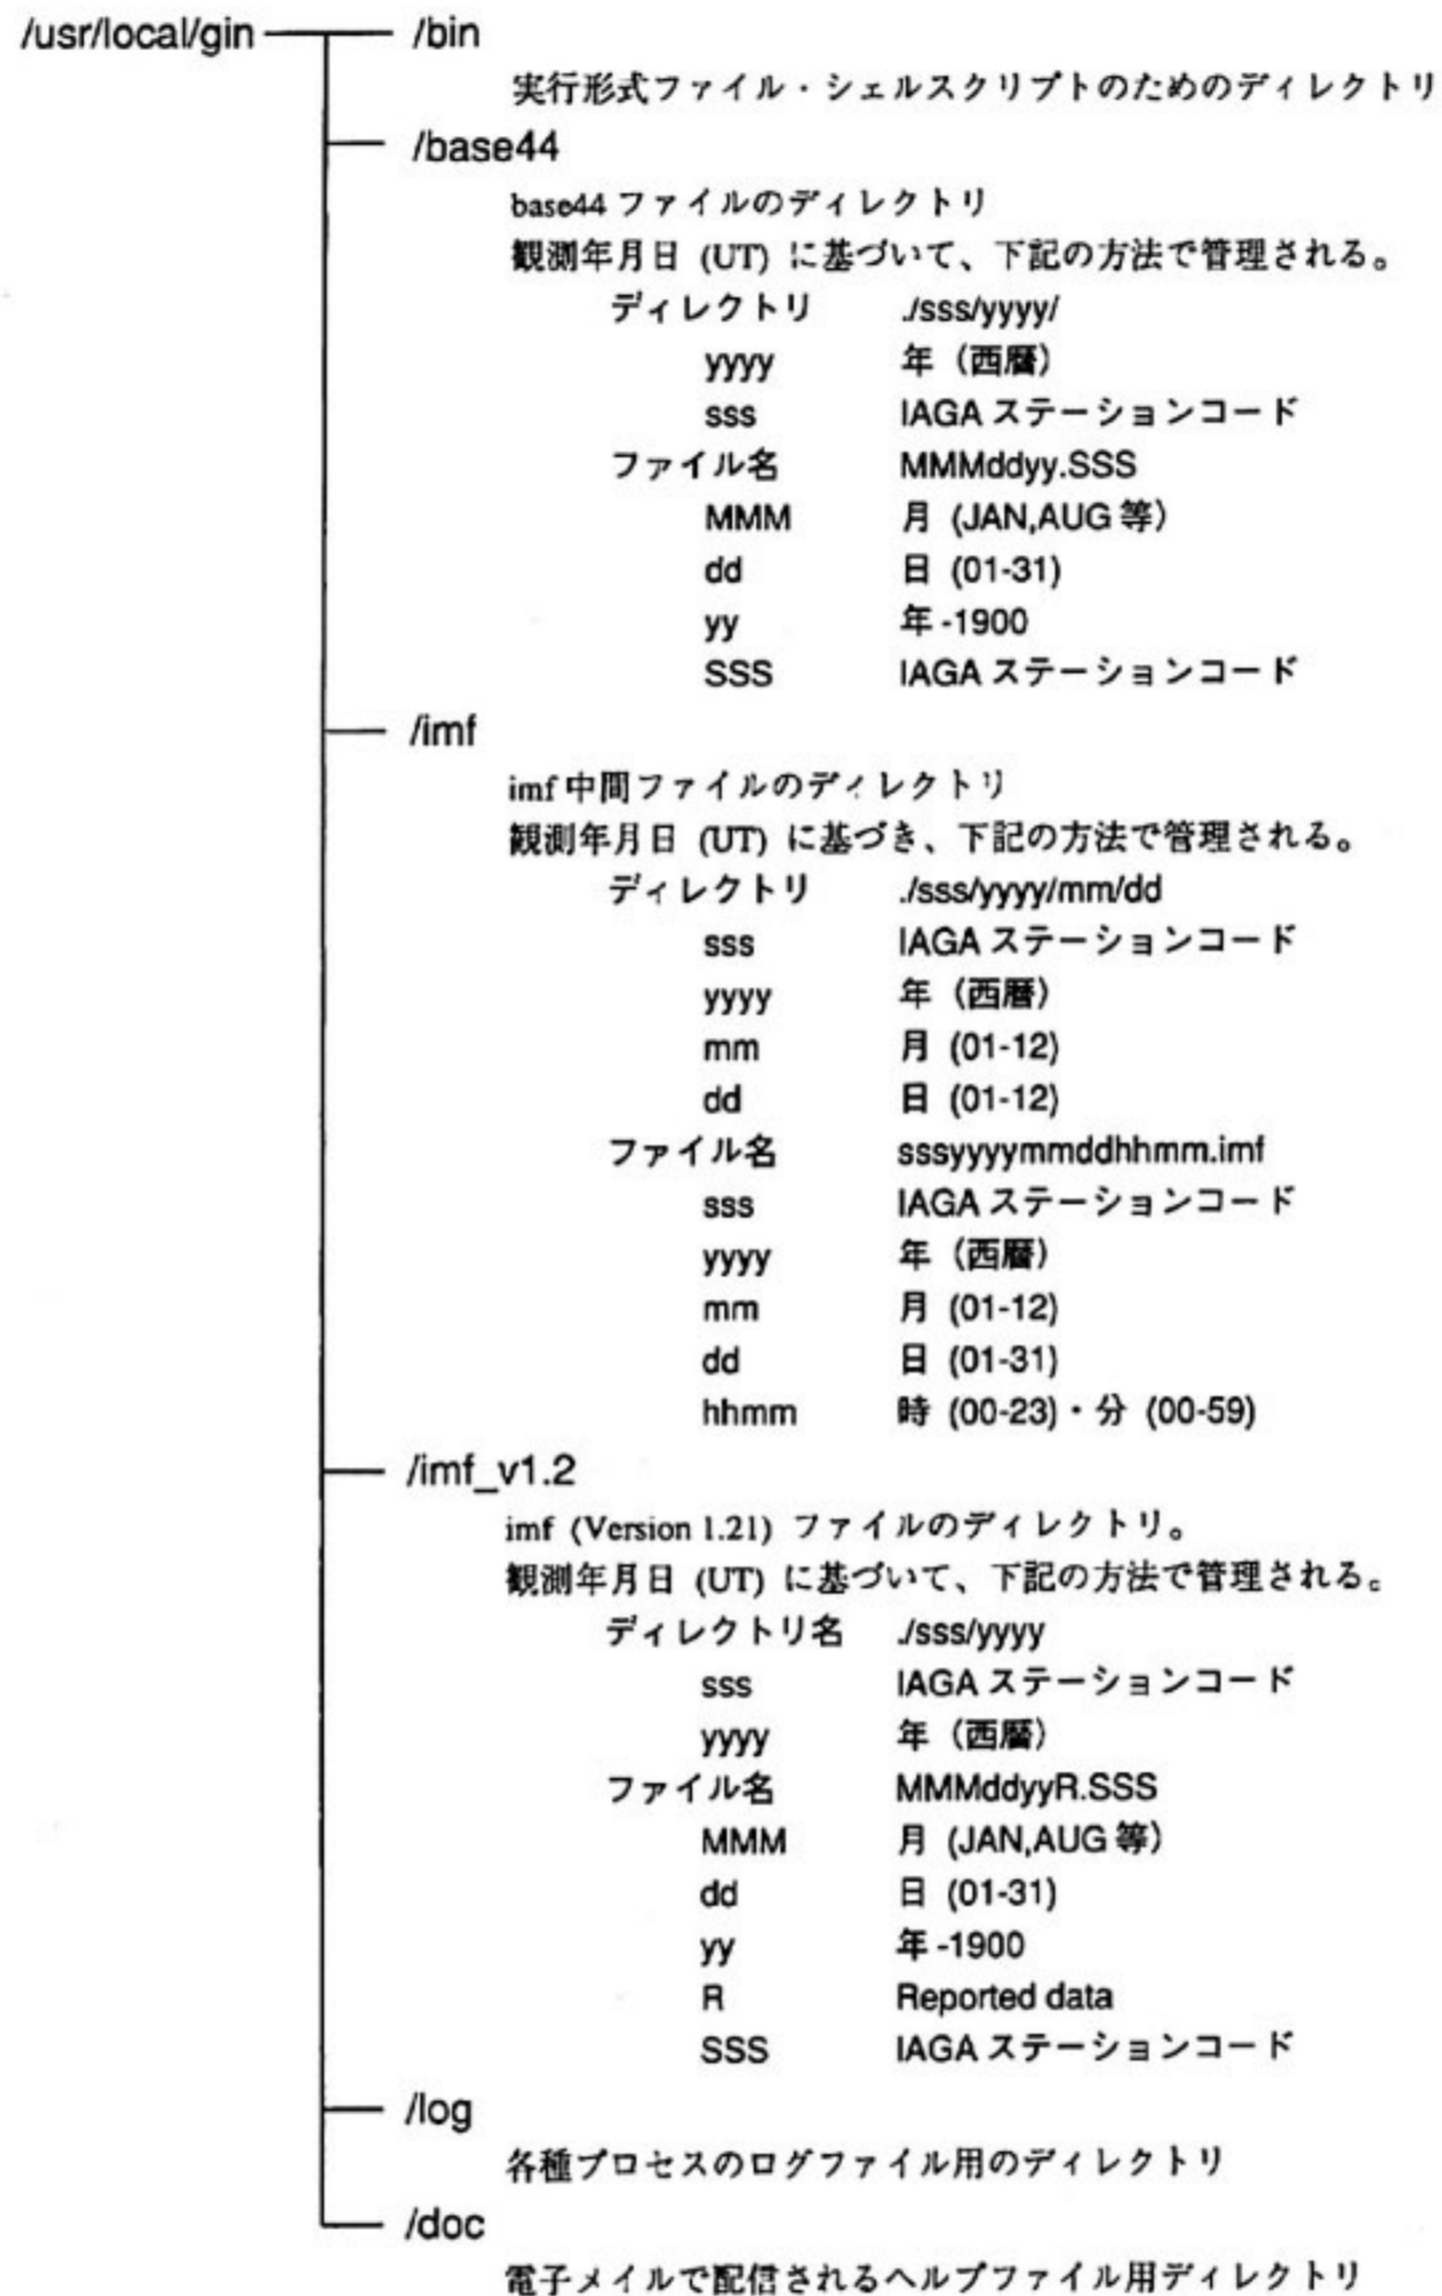 /usr/local/gin /bin
実行形式ファイル・シェルスクリプトのためのディレクトリ
/base44
base44 ファイルのディレクトリ
観測年月日 (UT) に基づいて、下記の方法で管理される。
ディレクトリ ./sss/yyyy/
yyyy 年（西暦）
sss IAGA ステーションコード
ファイル名 MMMddyy.SSS
MMM 月 (JAN,AUG 等）
dd 日 (01-31)
yy 年 -1900
SSS IAGA ステーションコード
/imf
imf 中間ファイルのディレクトリ
観測年月日 (UT) に基づき、下記の方法で管理される。
ディレクトリ ./sss/yyyy/mm/dd
sss IAGA ステーションコード
yyyy 年（西暦）
mm 月 (01-12)
dd 日 (01-12)
ファイル名 sssyyyymmddhhmm.imf
sss IAGA ステーションコード
yyyy 年（西暦）
mm 月 (01-12)
dd 日 (01-31)
hhmm 時 (00-23)・分 (00-59)
/imf_v1.2
imf (Version 1.21) ファイルのディレクトリ。
観測年月日 (UT) に基づいて、下記の方法で管理される。
ディレクトリ名 ./sss/yyyy
sss IAGA ステーションコード
yyyy 年（西暦）
ファイル名 MMMddyyR.SSS
MMM 月 (JAN,AUG 等）
dd 日 (01-31)
yy 年 -1900
R Reported data
SSS IAGA ステーションコード
/log
各種プロセスのログファイル用のディレクトリ
/doc
電子メイルで配信されるヘルプファイル用ディレクトリ